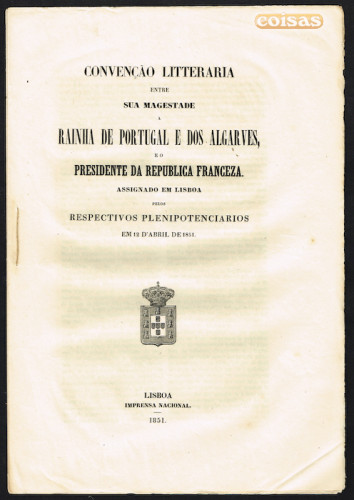 coisas
CONVENÇÃO LITTERARIA
ENTRE
SUA MAGESTADE
A
RAINHA DE PORTUGAL E DOS ALGARVES,
E O
PRESIDENTE DA REPUBLICA FRANCEZA.
ASSIGNADO EM LISBOA
PELOS
RESPECTIVOS PLENIPOTENCIARIOS
EM 12 D'ABRIL DE 1851.
LISBOA
IMPRENSA NACIONAL.
1851.